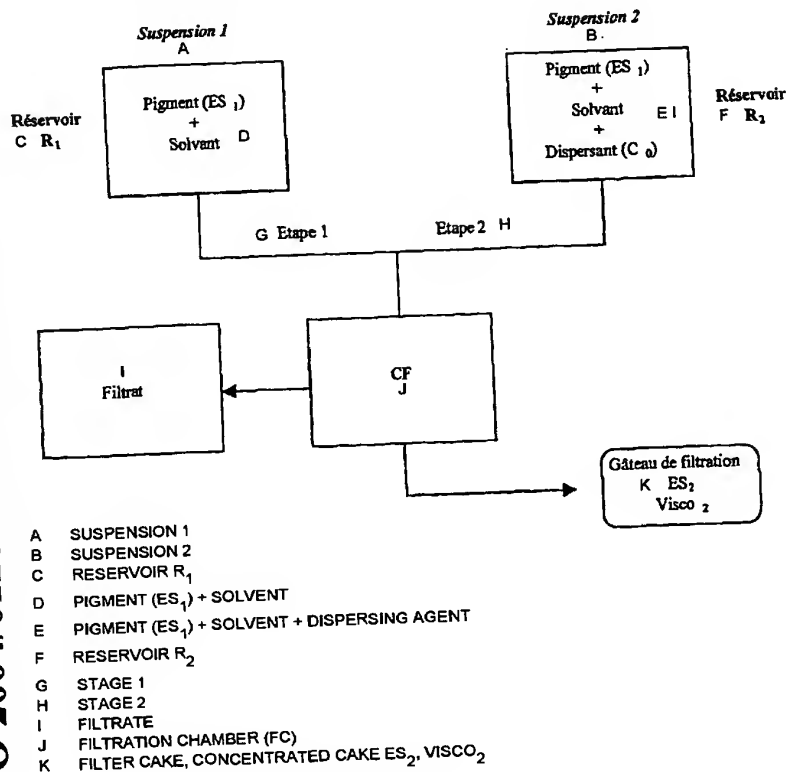 Suspension 1
A
Suspension 2
B.
Réservoir
C R₁
Pigment (ES ₁)
+
Solvant D
Pigment (ES ₁)
+
Solvant
+
Dispersant (C ₀)
E I
Réservoir
F R₂
G Etape 1
Etape 2 H
I
Filtrat
CF
J
Gâteau de filtration
K ES₂
Visco ₂
A SUSPENSION 1
B SUSPENSION 2
C RESERVOIR R₁
D PIGMENT (ES₁) + SOLVENT
E PIGMENT (ES₁) + SOLVENT + DISPERSING AGENT
F RESERVOIR R₂
G STAGE 1
H STAGE 2
I FILTRATE
J FILTRATION CHAMBER (FC)
K FILTER CAKE, CONCENTRATED CAKE ES₂, VISCO₂